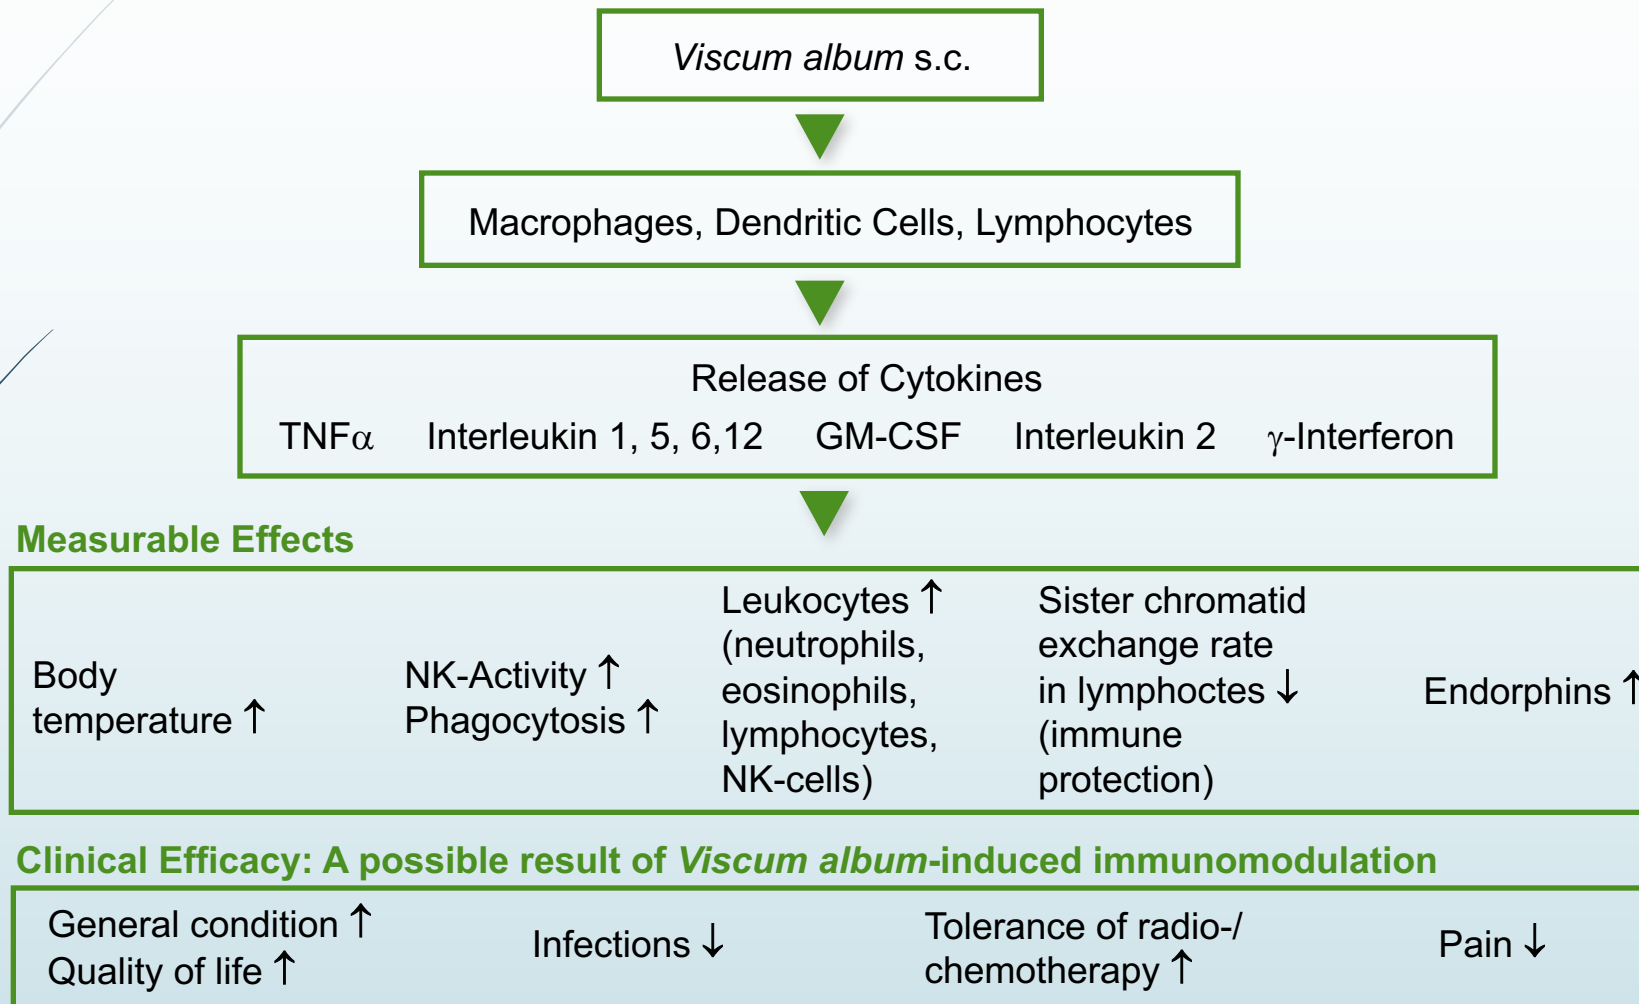 Viscum album s.c.
Macrophages, Dendritic Cells, Lymphocytes
Release of Cytokines
TNFα Interleukin 1, 5, 6,12 GM-CSF Interleukin 2 γ-Interferon
Measurable Effects
Body
temperature ↑
NK-Activity ↑
Phagocytosis ↑
Leukocytes ↑
(neutrophils,
eosinophils,
lymphocytes,
NK-cells)
Sister chromatid
exchange rate
in lymphoctes ↓
(immune
protection)
Endorphins ↑
Clinical Efficacy: A possible result of Viscum album-induced immunomodulation
General condition ↑
Quality of life ↑
Infections ↓
Tolerance of radio-/
chemotherapy ↑
Pain ↓